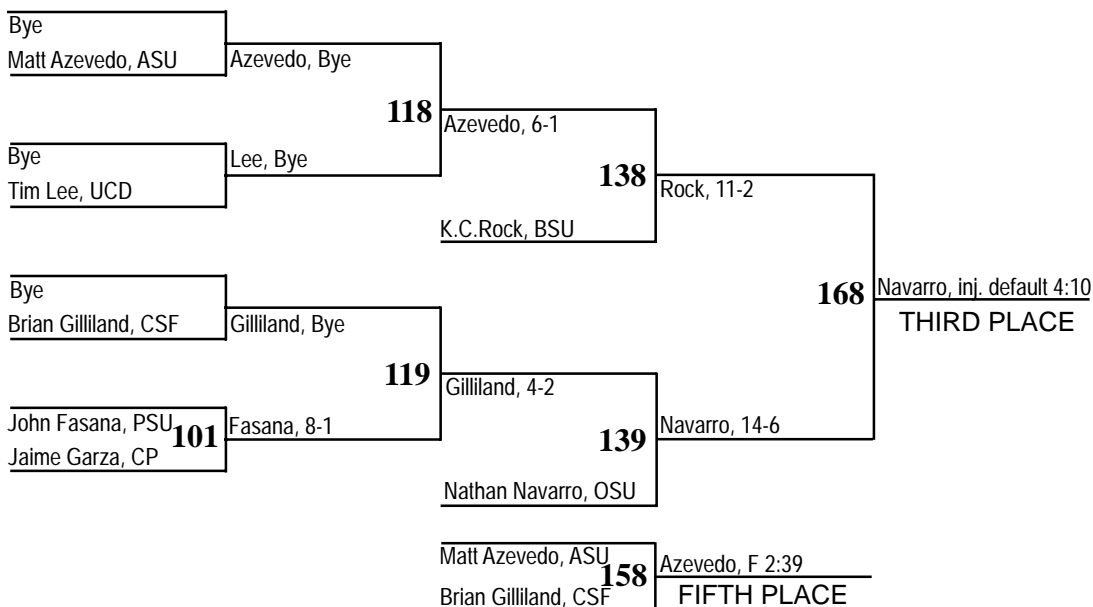 Bye
Matt Azevedo, ASU
Azevedo, Bye
118
Azevedo, 6-1
Bye
Tim Lee, UCD
Lee, Bye
138
Rock, 11-2
K.C.Rock, BSU
Bye
Brian Gilliland, CSF
Gilliland, Bye
168
Navarro, inj. default 4:10
THIRD PLACE
119
Gilliland, 4-2
John Fasana, PSU
Jaime Garza, CP
101
Fasana, 8-1
139
Navarro, 14-6
Nathan Navarro, OSU
Matt Azevedo, ASU
Brian Gilliland, CSF
158
Azevedo, F 2:39
FIFTH PLACE